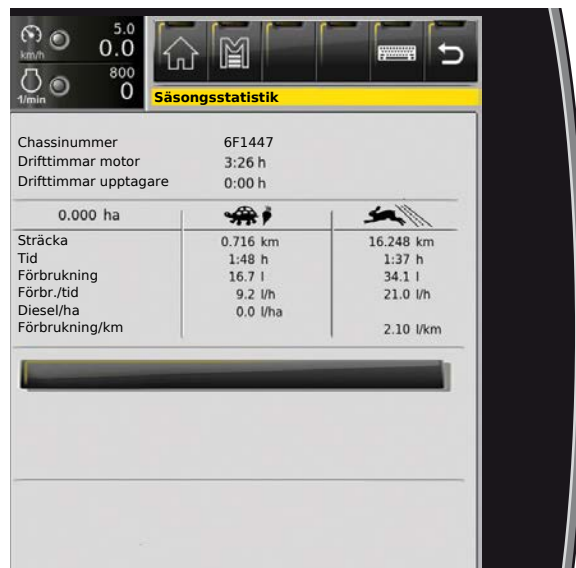 km/h 5.0
0.0
1/min 800
0
Säsongsstatistik
Chassinummer 6F1447
Drifttimmar motor 3:26 h
Drifttimmar upptagare 0:00 h
0.000 ha
Sträcka 0.716 km 16.248 km
Tid 1:48 h 1:37 h
Förbrukning 16.7 l 34.1 l
Förbr./tid 9.2 l/h 21.0 l/h
Diesel/ha 0.0 l/ha
Förbrukning/km 2.10 l/km